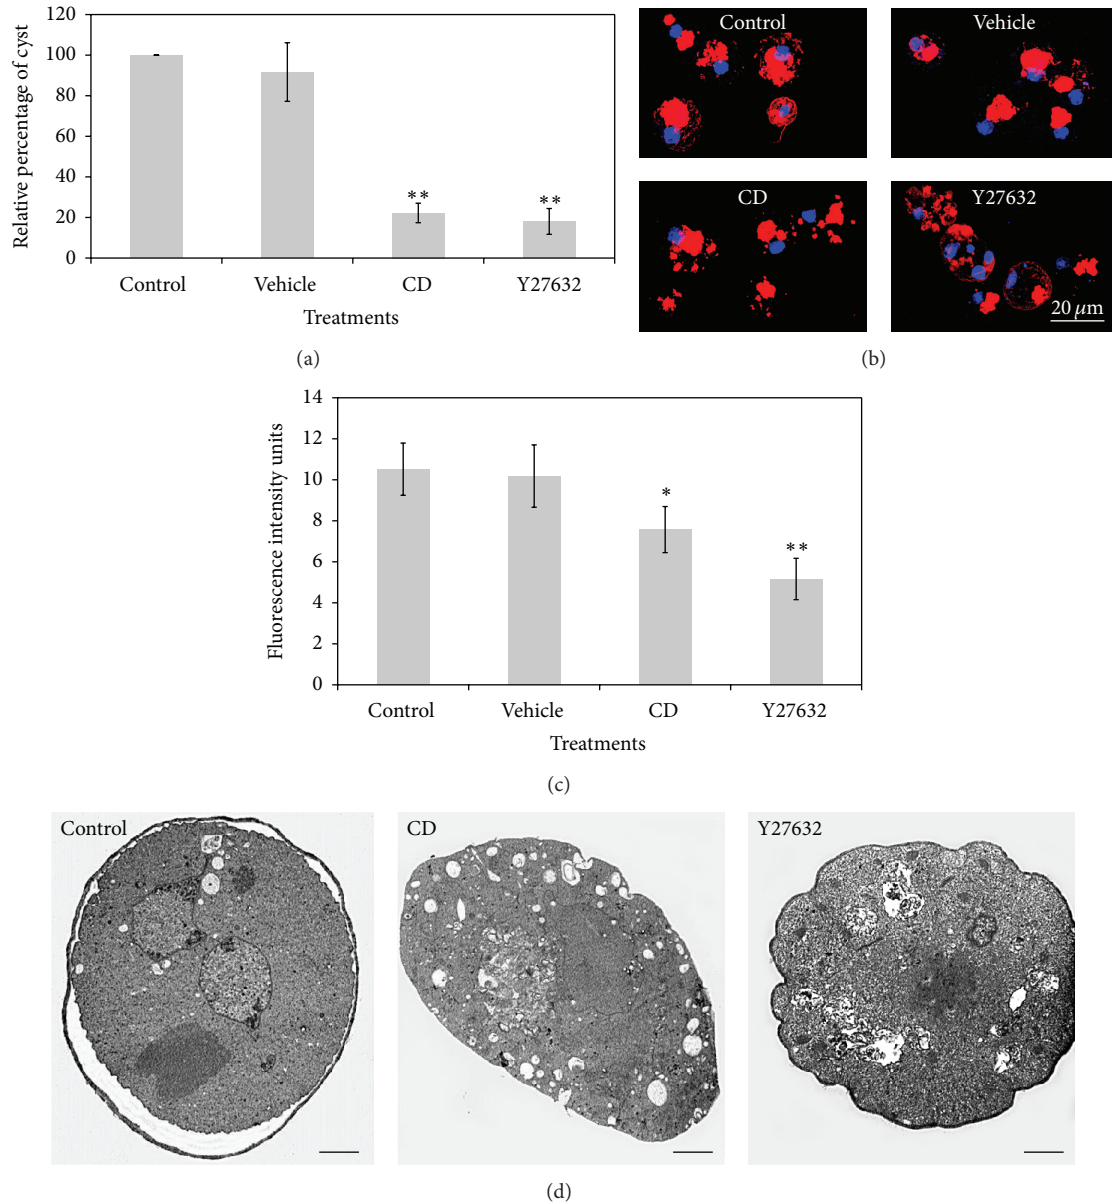 120
100
80
60
40
20
0
Relative percentage of cyst
**
**
Control Vehicle CD Y27632
Treatments
(a)
Control
Vehicle
CD
Y27632
20 μm
(b)
14
12
10
8
6
4
2
0
Fluorescence intensity units
*
**
Control Vehicle CD Y27632
Treatments
(c)
Control
CD
Y27632
(d)